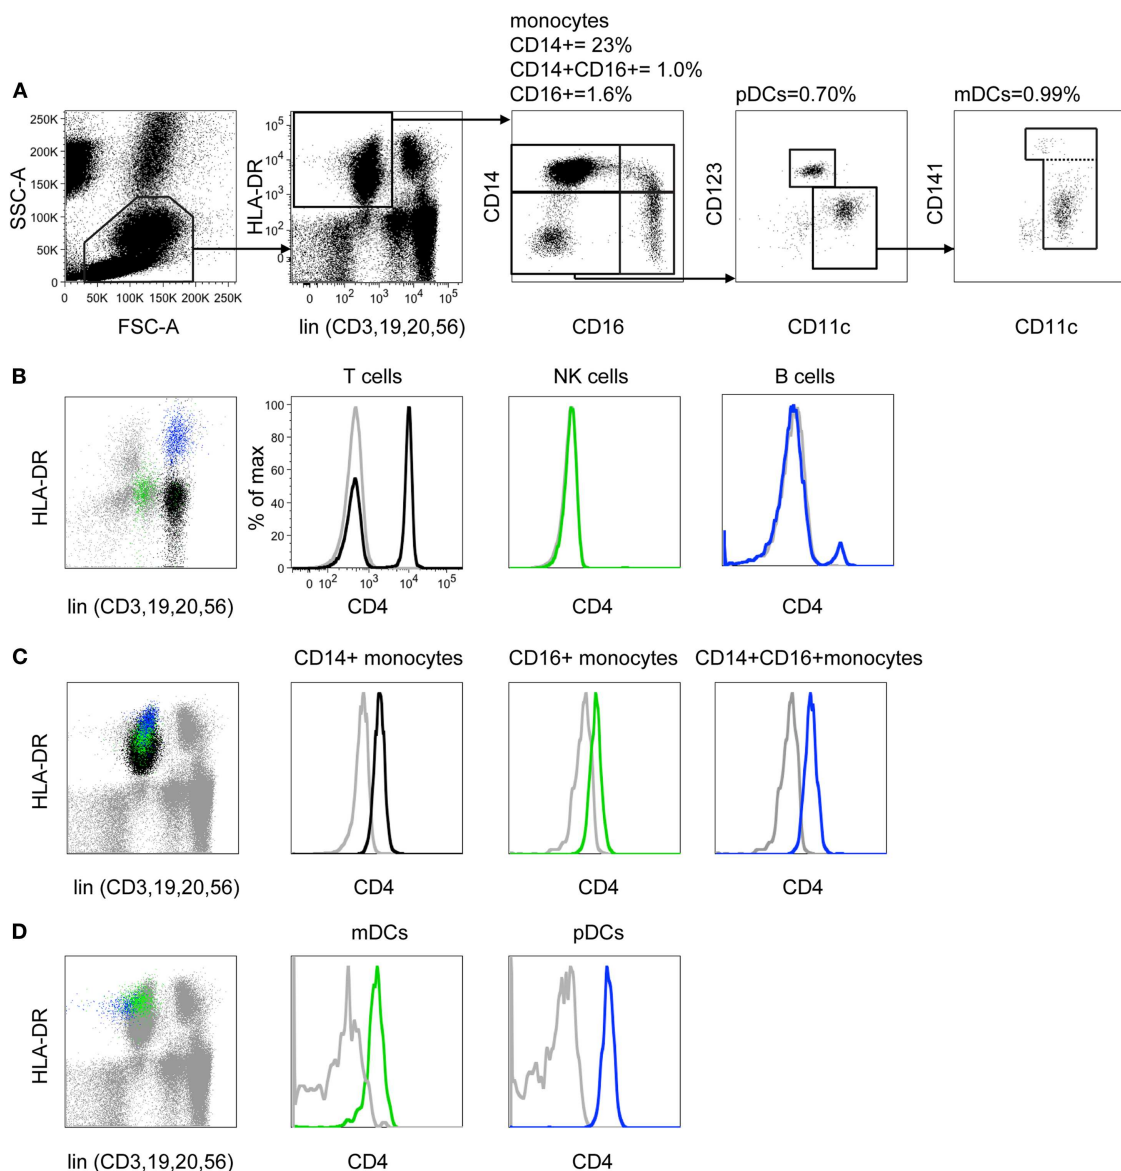 monocytes
CD14+= 23%
CD14+CD16+= 1.0%
CD16+=1.6%
pDCs=0.70%
mDCs=0.99%
A
SSC-A
250K
200K
150K
100K
50K
0
0 50K 100K 150K 200K 250K
FSC-A
HLA-DR
10^5
10^4
10^3
10^2
0
0 10^2 10^3 10^4 10^5
lin (CD3,19,20,56)
CD14
CD16
CD123
CD11c
CD141
CD11c
B
T cells
NK cells
B cells
HLA-DR
lin (CD3,19,20,56)
% of max
100
80
60
40
20
0
0 10^2 10^3 10^4 10^5
CD4
CD4
CD4
C
CD14+ monocytes
CD16+ monocytes
CD14+CD16+monocytes
HLA-DR
lin (CD3,19,20,56)
CD4
CD4
CD4
D
mDCs
pDCs
HLA-DR
lin (CD3,19,20,56)
CD4
CD4